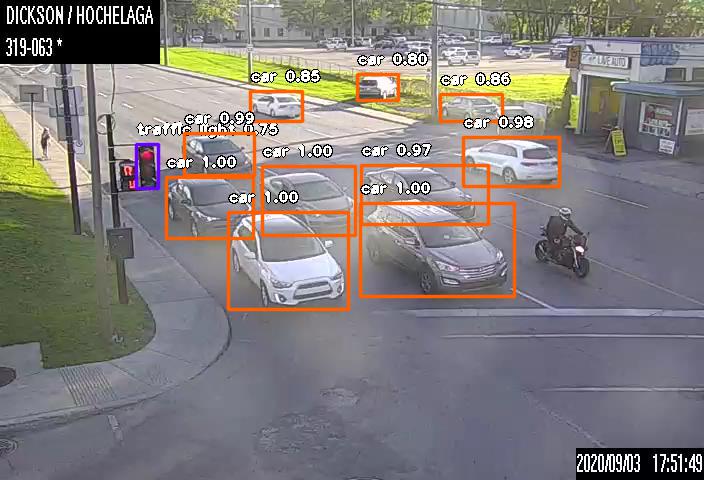 DICKSON / HOCHELAGA
319-063 *
car 0.80
car 0.85
car 0.86
car 0.99
car 0.98
traffic light 0.75
car 1.00
car 1.00
car 0.97
car 1.00
car 1.00
LAVE AUTO
2020/09/03 17:51:49